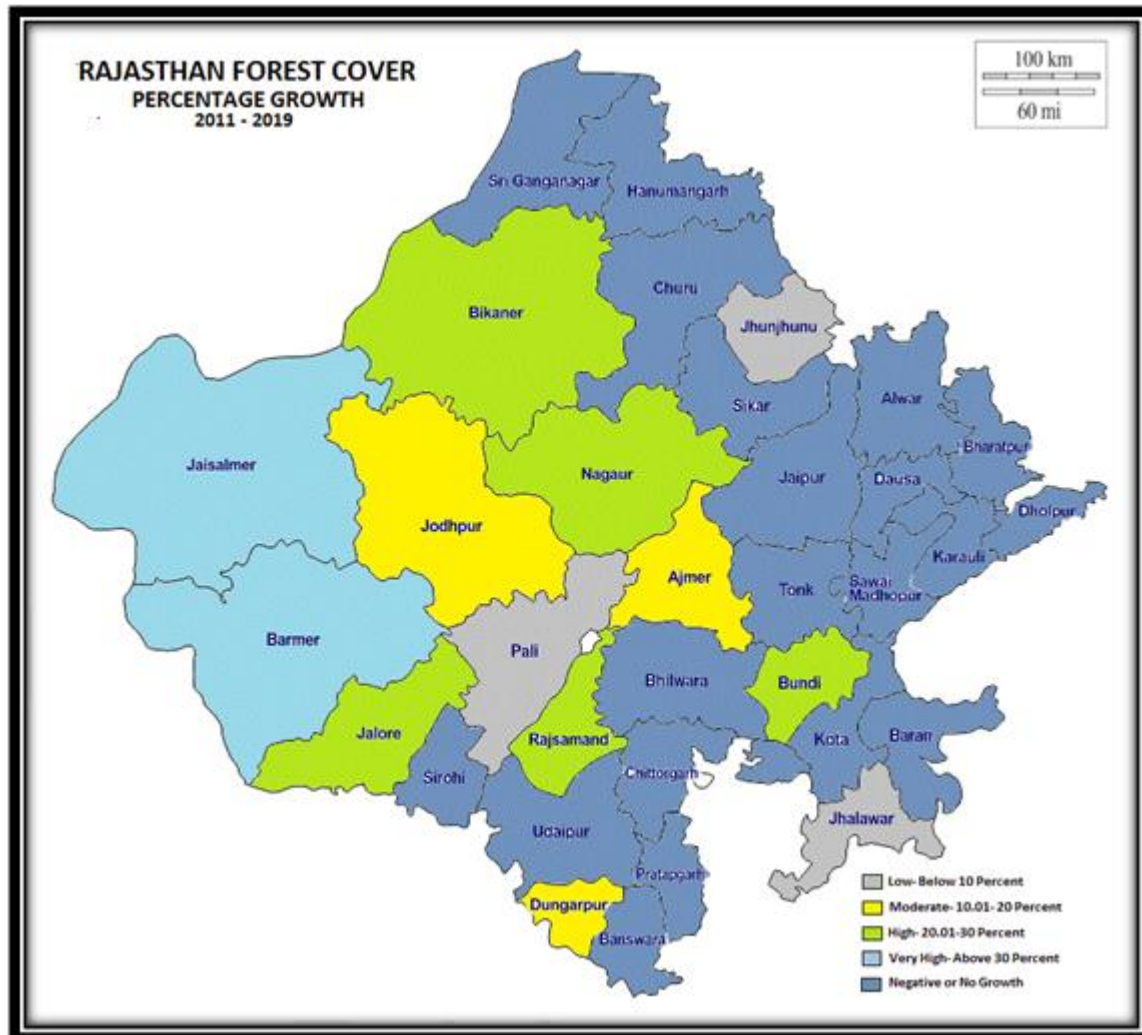 RAJASTHAN FOREST COVER
PERCENTAGE GROWTH
2011 - 2019
100 km
60 mi
Sri Ganganagar
Hanumangarh
Churu
Bikaner
Jhunjhunu
Sikar
Alwar
Bharatpur
Jaisalmer
Nagaur
Jaipur
Dausa
Dholpur
Jodhpur
Ajmer
Karauli
Tonk
Sawai
Madhopur
Barmer
Pali
Bhilwara
Bundi
Jalore
Rajsamand
Kota
Baran
Sirohi
Chittorgarh
Jhalawar
Udaipur
Pratapgarh
Dungarpur
Banswara
Low- Below 10 Percent
Moderate- 10.01- 20 Percent
High- 20.01-30 Percent
Very High- Above 30 Percent
Negative or No Growth